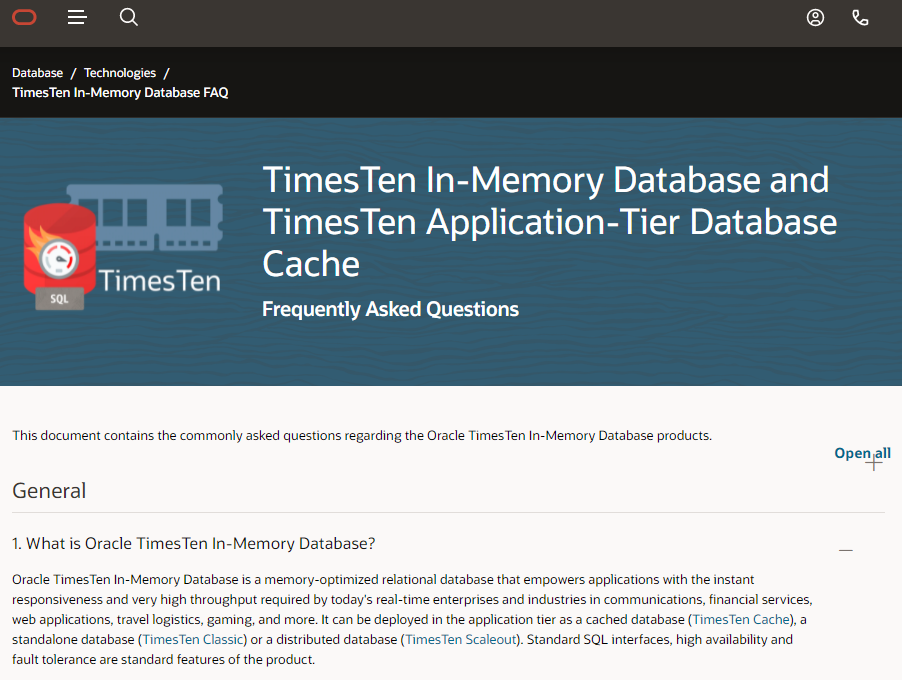 Database / Technologies /
TimesTen In-Memory Database FAQ
TimesTen
SQL
TimesTen In-Memory Database and
TimesTen Application-Tier Database
Cache
Frequently Asked Questions
This document contains the commonly asked questions regarding the Oracle TimesTen In-Memory Database products.
Open all
General
1. What is Oracle TimesTen In-Memory Database?
Oracle TimesTen In-Memory Database is a memory-optimized relational database that empowers applications with the instant
responsiveness and very high throughput required by today's real-time enterprises and industries in communications, financial services,
web applications, travel logistics, gaming, and more. It can be deployed in the application tier as a cached database (TimesTen Cache), a
standalone database (TimesTen Classic) or a distributed database (TimesTen Scaleout). Standard SQL interfaces, high availability and
fault tolerance are standard features of the product.